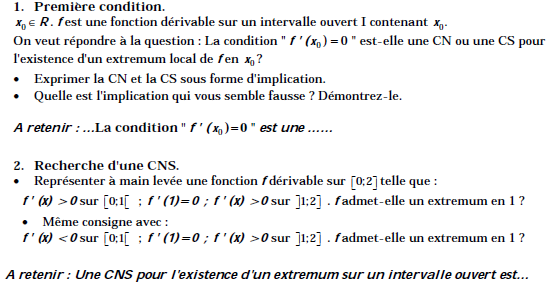 1. Première condition.
x₀ ∈ R . f est une fonction dérivable sur un intervalle ouvert I contenant x₀.
On veut répondre à la question : La condition " f ' (x₀) = 0 " est-elle une CN ou une CS pour
l'existence d'un extremum local de f en x₀ ?
• Exprimer la CN et la CS sous forme d'implication.
• Quelle est l'implication qui vous semble fausse ? Démontrez-le.
A retenir : ...La condition " f ' (x₀)=0 " est une ......
2. Recherche d'une CNS.
• Représenter à main levée une fonction f dérivable sur [0;2] telle que :
f ' (x) >0 sur [0;1[ ; f ' (1)=0 ; f ' (x) >0 sur ]1;2] . f admet-elle un extremum en 1 ?
• Même consigne avec :
f ' (x) <0 sur [0;1[ ; f ' (1)=0 ; f ' (x) >0 sur ]1;2] . f admet-elle un extremum en 1 ?
A retenir : Une CNS pour l'existence d'un extremum sur un intervalle ouvert est...